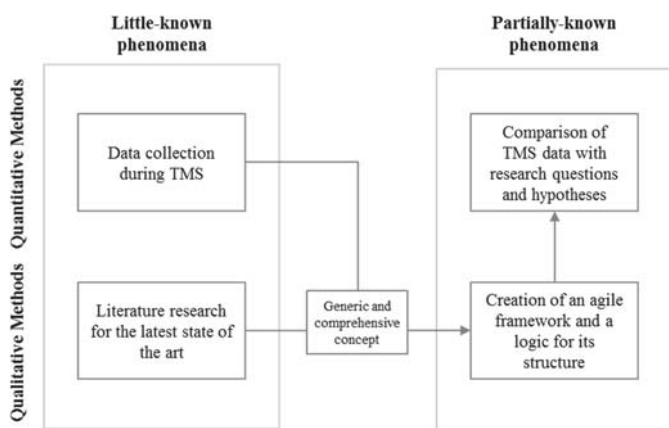 Little-known
phenomena
Partially-known
phenomena
Quantitative Methods
Data collection
during TMS
Comparison of
TMS data with
research questions
and hypotheses
Qualitative Methods
Literature research
for the latest state of
the art
Generic and
comprehensive
concept
Creation of an agile
framework and a
logic for its
structure